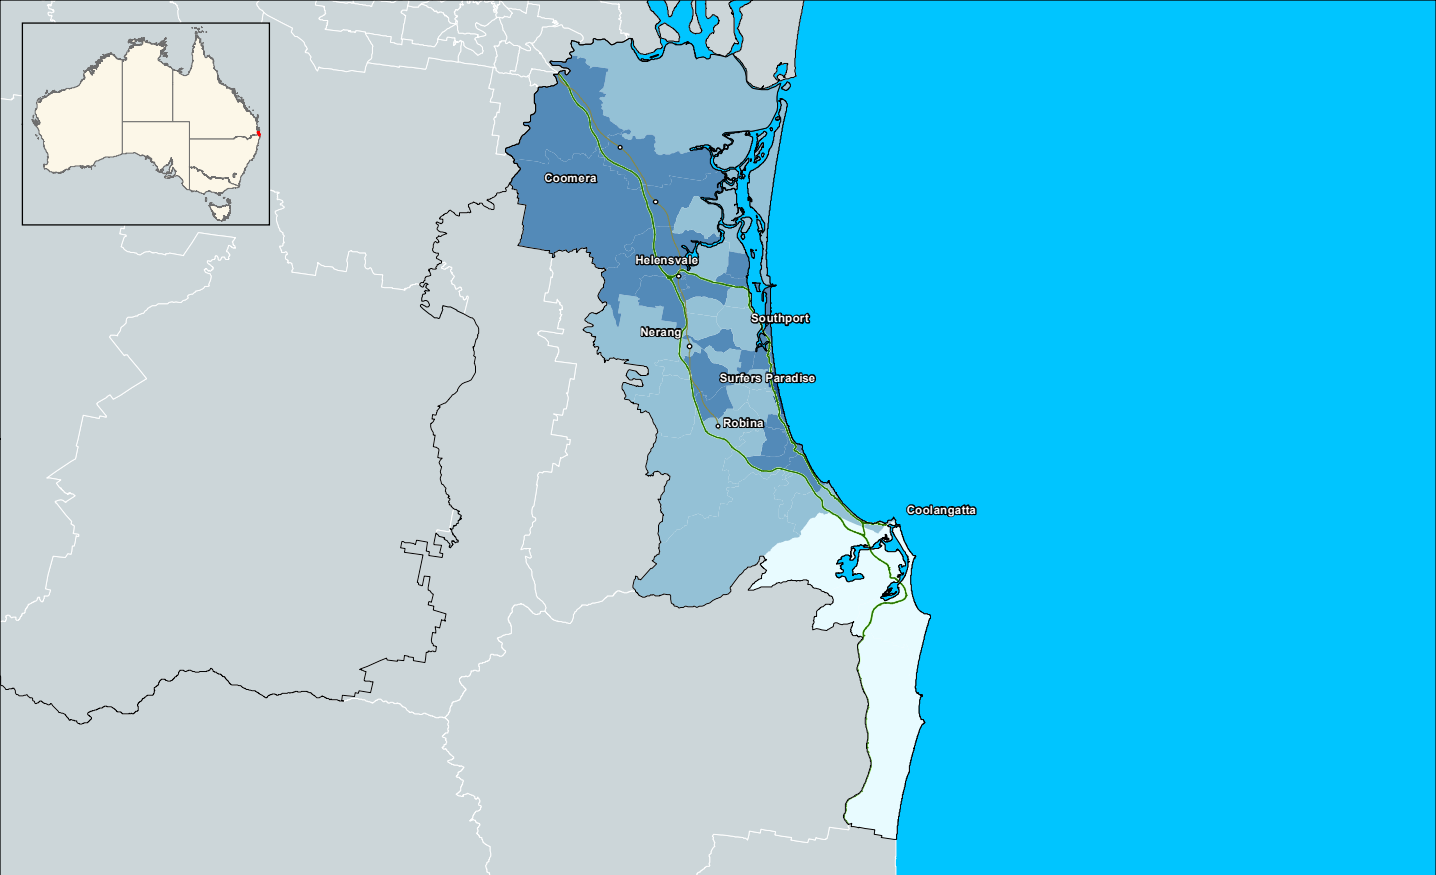 Coomera
Helensvale
Southport
Nerang
Surfers Paradise
Robina
Coolangatta